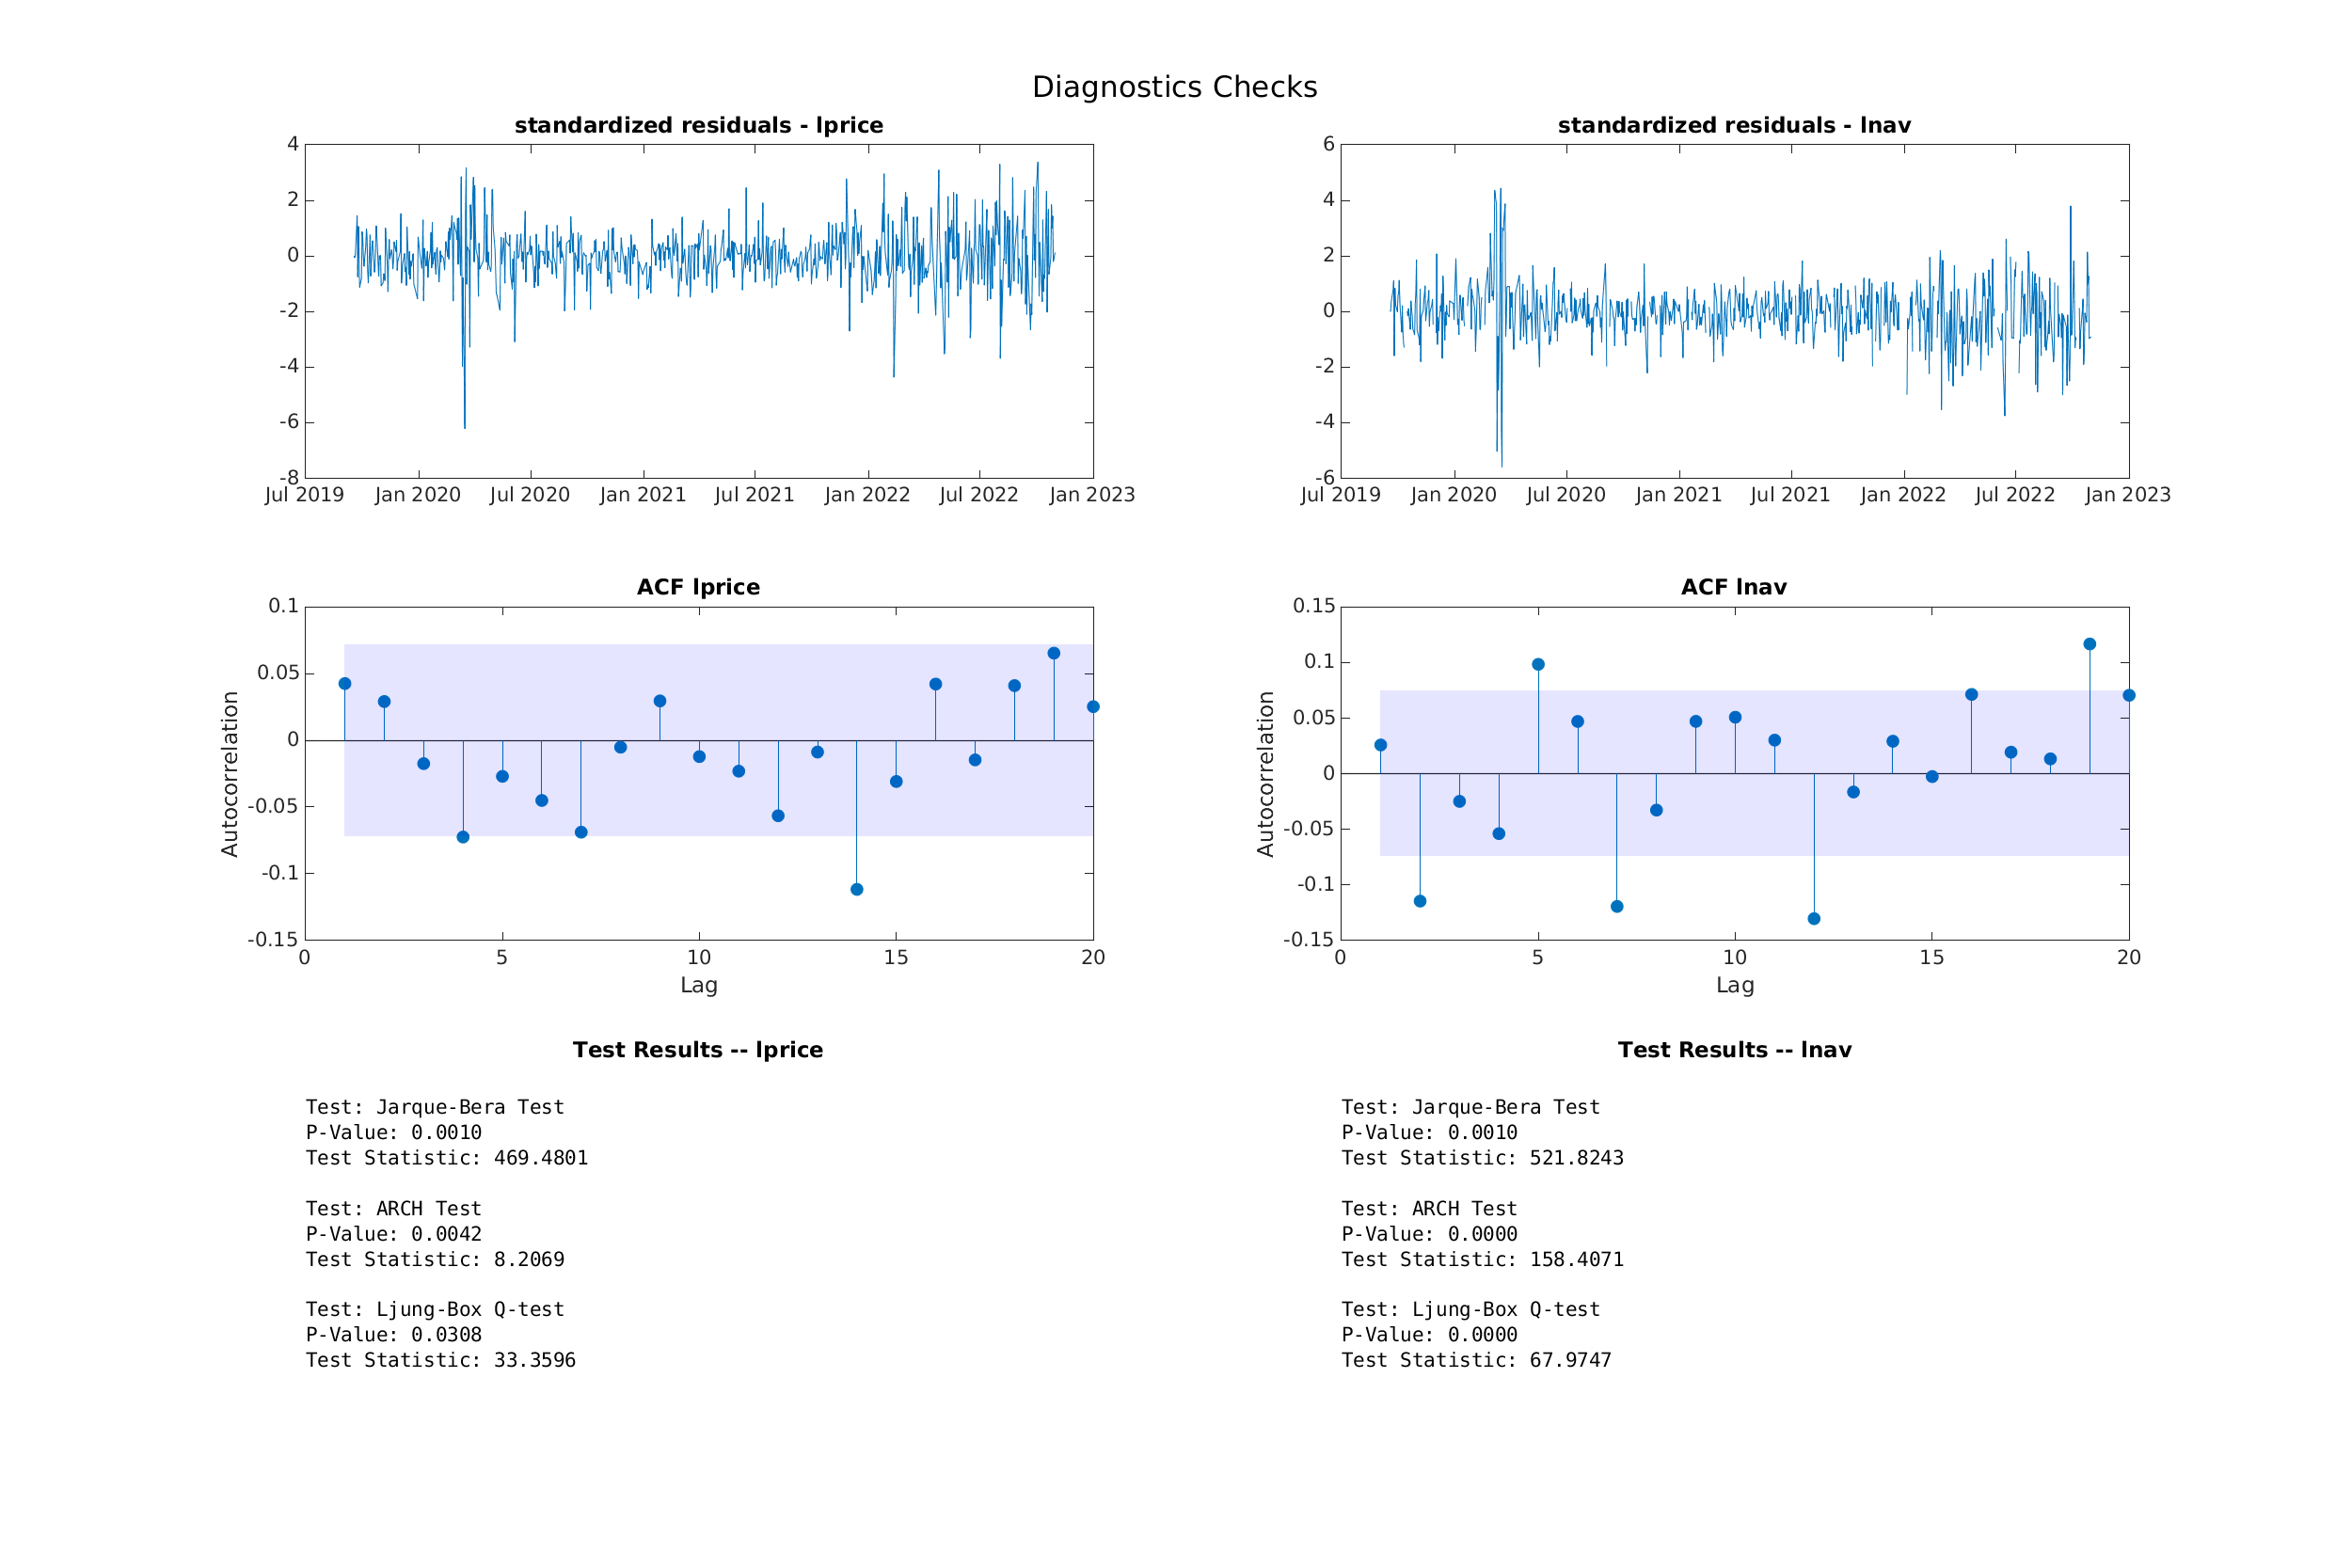 Diagnostics Checks
standardized residuals - lprice
4
2
0
-2
-4
-6
-8
Jul 2019 Jan 2020 Jul 2020 Jan 2021 Jul 2021 Jan 2022 Jul 2022 Jan 2023
standardized residuals - lnav
6
4
2
0
-2
-4
-6
Jul 2019 Jan 2020 Jul 2020 Jan 2021 Jul 2021 Jan 2022 Jul 2022 Jan 2023
ACF lprice
Autocorrelation
0.1
0.05
0
-0.05
-0.1
-0.15
0 5 10 15 20
Lag
ACF lnav
Autocorrelation
0.15
0.1
0.05
0
-0.05
-0.1
-0.15
0 5 10 15 20
Lag
Test Results -- lprice
Test: Jarque-Bera Test
P-Value: 0.0010
Test Statistic: 469.4801
Test: ARCH Test
P-Value: 0.0042
Test Statistic: 8.2069
Test: Ljung-Box Q-test
P-Value: 0.0308
Test Statistic: 33.3596
Test Results -- lnav
Test: Jarque-Bera Test
P-Value: 0.0010
Test Statistic: 521.8243
Test: ARCH Test
P-Value: 0.0000
Test Statistic: 158.4071
Test: Ljung-Box Q-test
P-Value: 0.0000
Test Statistic: 67.9747